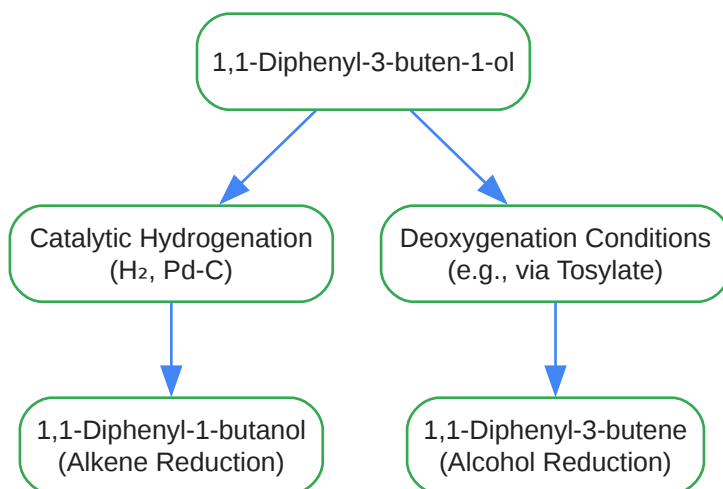 1,1-Diphenyl-3-buten-1-ol
Catalytic Hydrogenation
(H₂, Pd-C)
Deoxygenation Conditions
(e.g., via Tosylate)
1,1-Diphenyl-1-butanol
(Alkene Reduction)
1,1-Diphenyl-3-butene
(Alcohol Reduction)